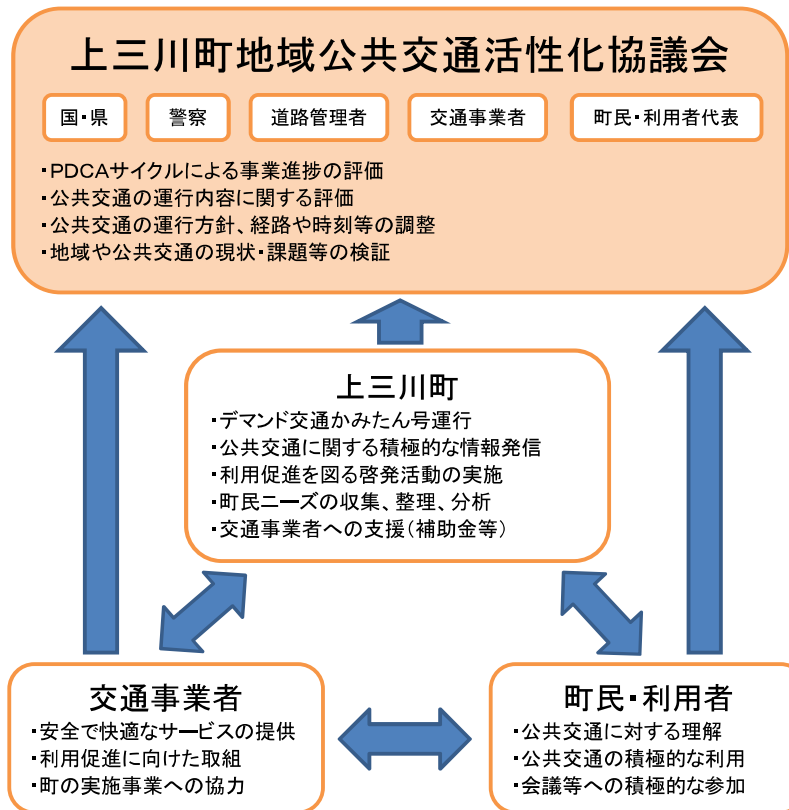 上三川町地域公共交通活性化協議会
国・県
警察
道路管理者
交通事業者
町民・利用者代表
・PDCAサイクルによる事業進捗の評価
・公共交通の運行内容に関する評価
・公共交通の運行方針、経路や時刻等の調整
・地域や公共交通の現状・課題等の検証
上三川町
・デマンド交通かみたん号運行
・公共交通に関する積極的な情報発信
・利用促進を図る啓発活動の実施
・町民ニーズの収集、整理、分析
・交通事業者への支援(補助金等)
交通事業者
・安全で快適なサービスの提供
・利用促進に向けた取組
・町の実施事業への協力
町民・利用者
・公共交通に対する理解
・公共交通の積極的な利用
・会議等への積極的な参加